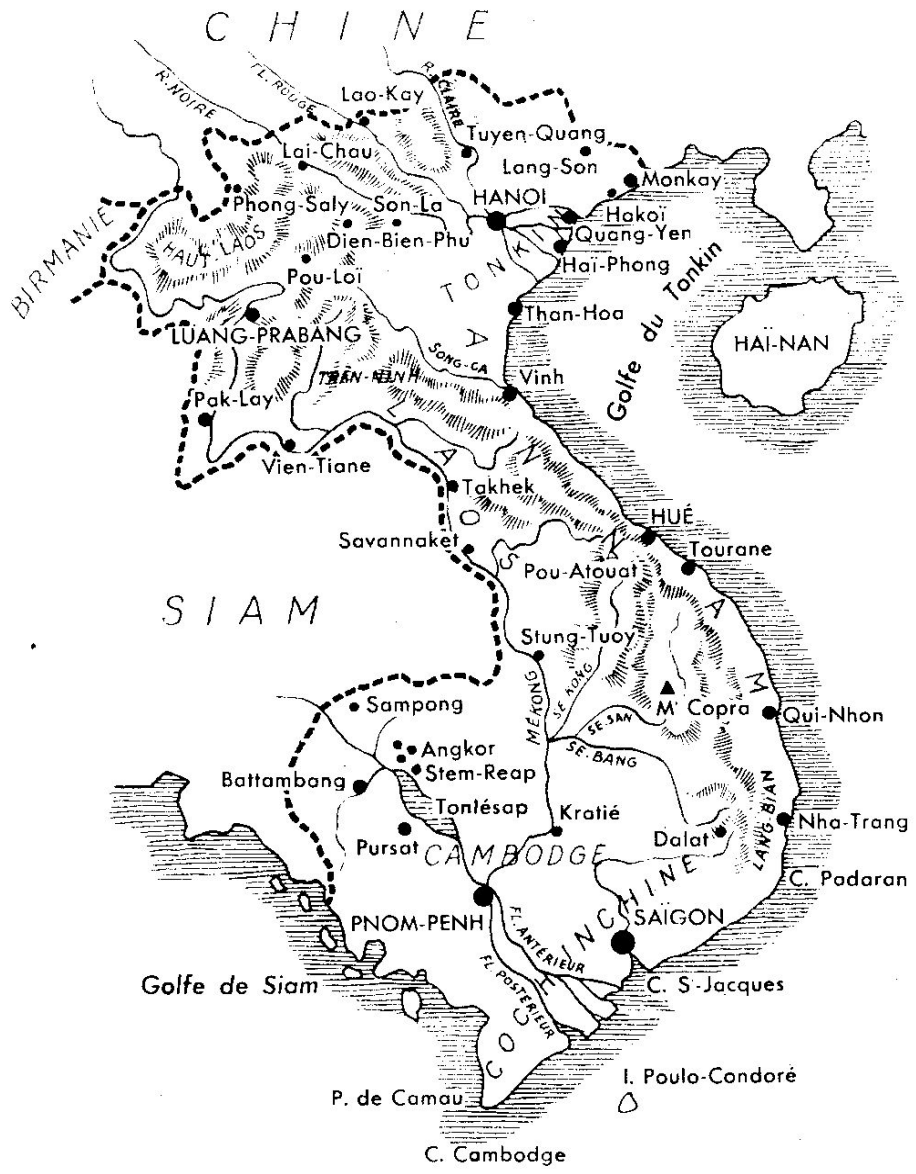 CHINE
R. NOIRE
FL. ROUGE
R. CLAIRE
Lao-Kay
Tuyen-Quang
Lai-Chau
Lang-Son
Monkay
HANOI
Phong-Saly
Son-La
Hakoï
Dien-Bien-Phu
Quang-Yen
HAUT-LAOS
BIRMANIE
TONKIN
Haï-Phong
Pou-Loï
Golfe du Tonkin
Than-Hoa
LUANG-PRABANG
HAÏ-NAN
SONG-CA
TRAN-NINH
Vinh
Pak-Lay
Vien-Tiane
LAOS
ANNAM
Takhek
HUÉ
Savannaket
Tourane
Pou-Atouat
SIAM
Stung-Tuoy
MÉKONG
SE KONG
Mt Copra
SE-SAN
Qui-Nhon
Sampong
SE-BANG
Angkor
Stem-Reap
Battambang
Tonlésap
Kratié
LANG-BIAN
Nha-Trang
Pursat
Dalat
CAMBODGE
C. Padaran
PNOM-PENH
SAÏGON
COCHINCHINE
FL. ANTÉRIEUR
FL. POSTÉRIEUR
Golfe de Siam
C. St-Jacques
I. Poulo-Condoré
P. de Camau
C. Cambodge